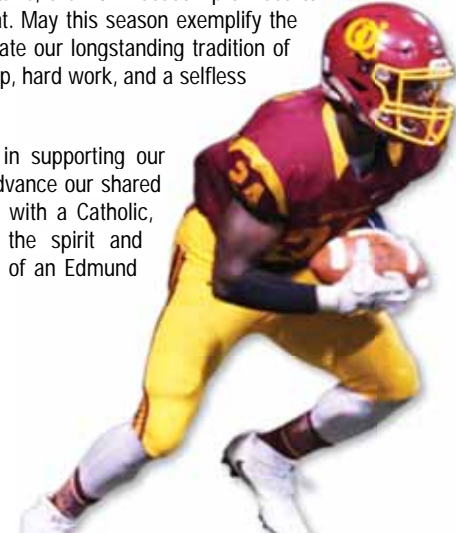 t. May this season exemplify the
ate our longstanding tradition of
p, hard work, and a selfless
in supporting our
dvance our shared
with a Catholic,
the spirit and
of an Edmund
34